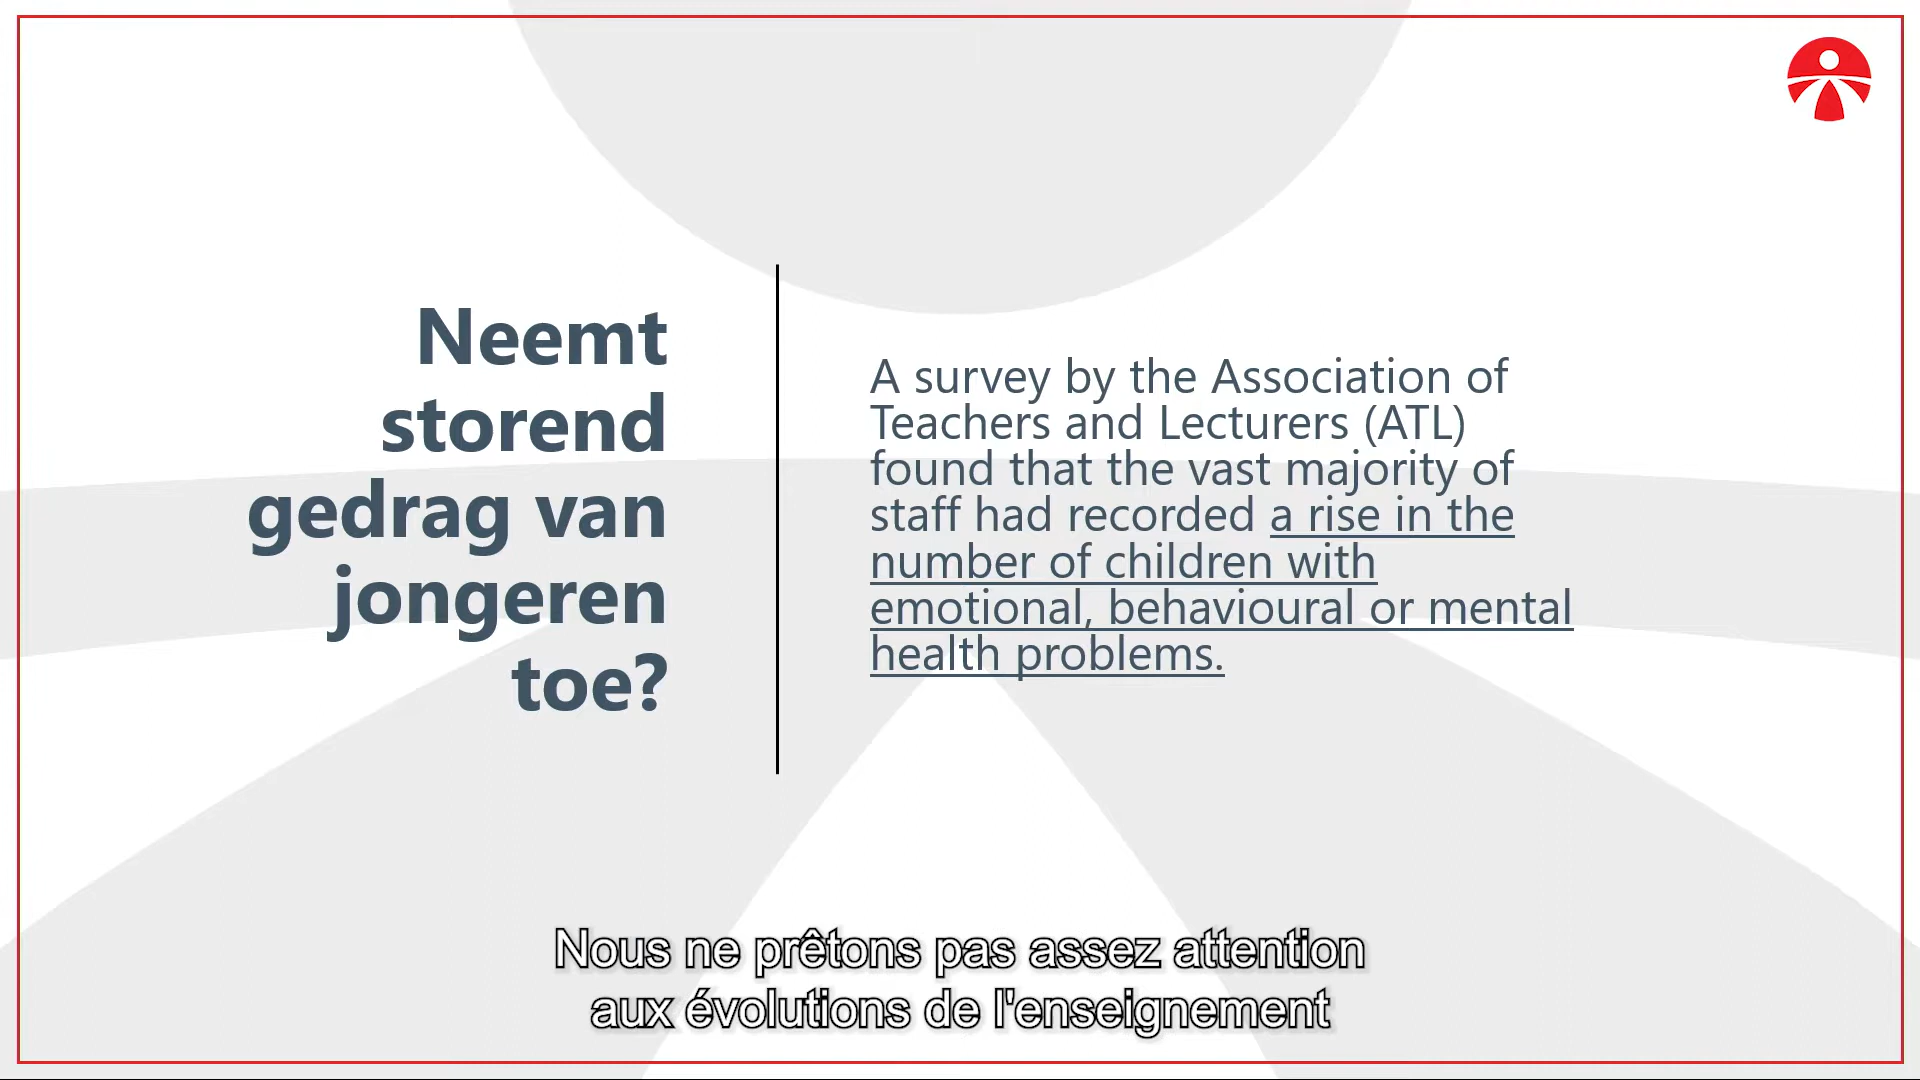 Neemt
storend
gedrag van
jongeren
toe?
A survey by the Association of
Teachers and Lecturers (ATL)
found that the vast majority of
staff had recorded a rise in the
number of children with
emotional, behavioural or mental
health problems.
Nous ne prêtons pas assez attention
aux évolutions de l'enseignement